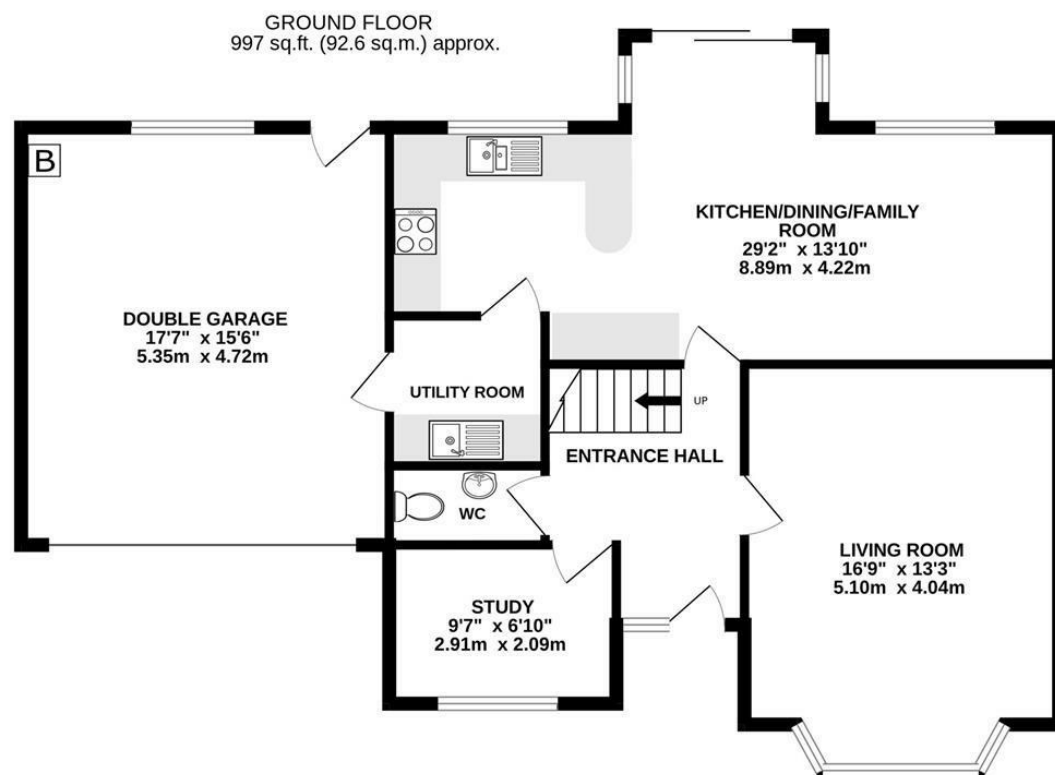 GROUND FLOOR
997 sq.ft. (92.6 sq.m.) approx.
B
KITCHEN/DINING/FAMILY
ROOM
29'2" x 13'10"
8.89m x 4.22m
DOUBLE GARAGE
17'7" x 15'6"
5.35m x 4.72m
UTILITY ROOM
UP
ENTRANCE HALL
WC
LIVING ROOM
16'9" x 13'3"
5.10m x 4.04m
STUDY
9'7" x 6'10"
2.91m x 2.09m